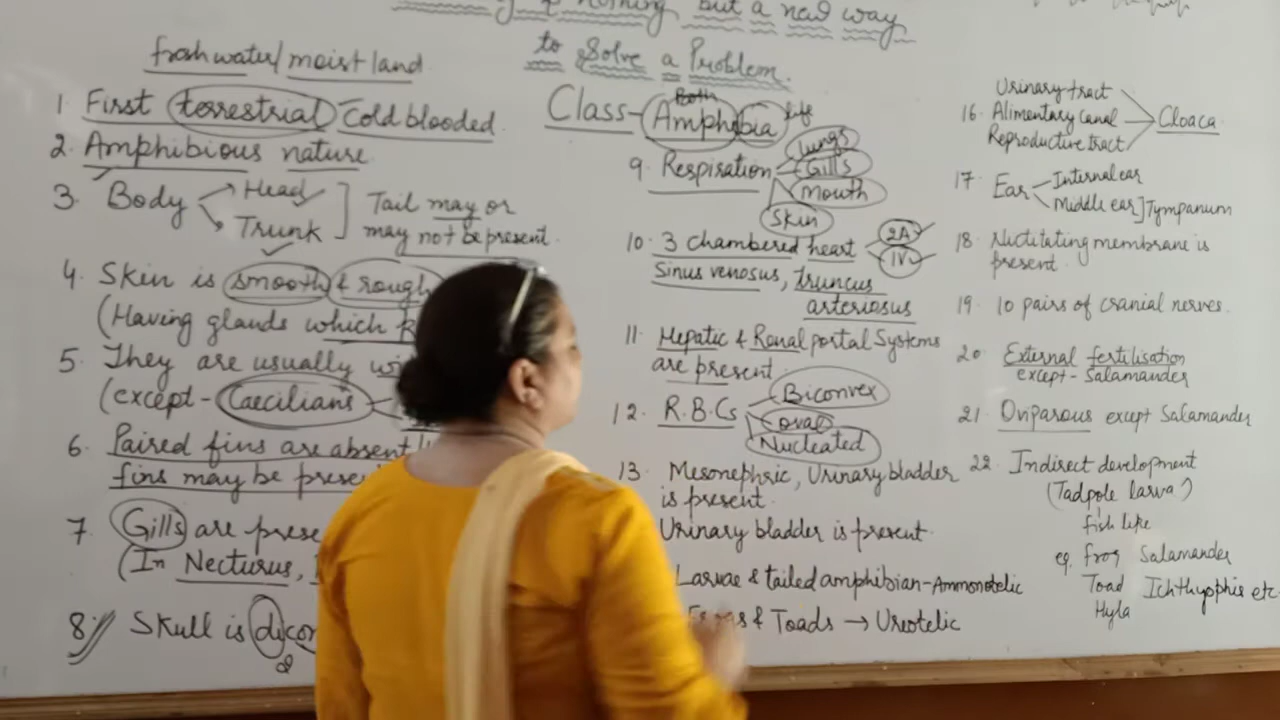 of nothing but a new way
to Solve a Problem.
fresh water/moist land
1. First terrestrial Cold blooded.
2. Amphibious nature.
3. Body Head Trunk Tail may or
may not be present.
4. Skin is smooth & rough
(Having glands which
5. They are usually
(except - Caecilians
6. Paired fins are absent
fins may be prese
7. Gills are prese
(In Necturus,
8. Skull is dicon
2
Class - Amphibia
Both life
9. Respiration Lungs
Gills
Mouth
Skin
10. 3 chambered heart 2A
1V
Sinus venosus, truncus
arteriosus
11. Hepatic & Renal portal Systems
are present.
12. R.B.Cs Biconvex
oval
Nucleated
13. Mesonephric, Urinary bladder
is present.
Urinary bladder is present.
Larvae & tailed amphibian - Ammonotelic
Frogs & Toads → Ureotelic
Urinary tract
16. Alimentary canal Cloaca
Reproductive tract
17. Ear Internal ear
Middle ear] Tympanum
18. Nictitating membrane is
present.
19. 10 pairs of cranial nerves.
20. External fertilisation
except - Salamander
21. Oviparous except Salamander
22. Indirect development
(Tadpole larva)
fish like
eg. frog Salamander
Toad Ichthyophis etc.
Hyla